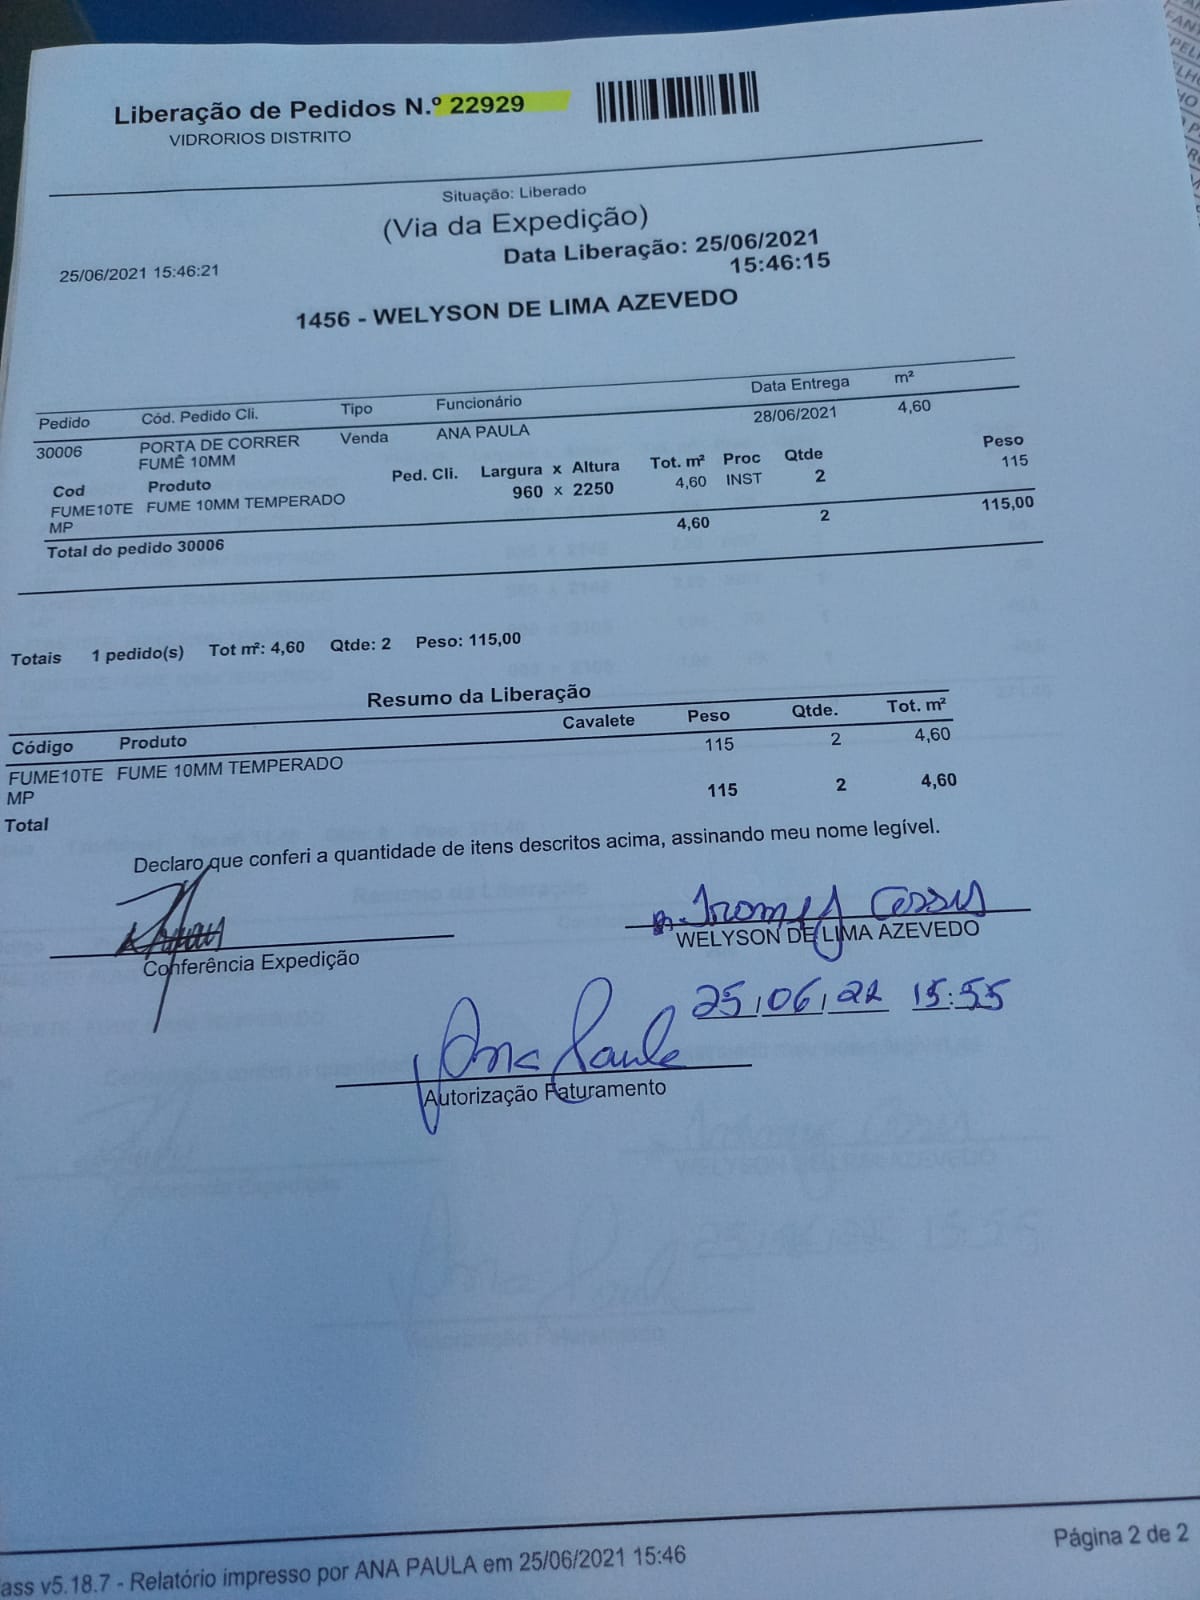 Liberação de Pedidos N.º 22929
VIDRORIOS DISTRITO
Situação: Liberado
(Via da Expedição)
25/06/2021 15:46:21
Data Liberação: 25/06/2021
15:46:15
1456 - WELYSON DE LIMA AZEVEDO
Pedido Cód. Pedido Cli. Tipo Funcionário Data Entrega m²
30006 PORTA DE CORRER Venda ANA PAULA 28/06/2021 4,60
FUMÊ 10MM
Cod Produto Ped. Cli. Largura x Altura Tot. m² Proc Qtde Peso
FUME10TE FUME 10MM TEMPERADO 960 x 2250 4,60 INST 2 115
MP
Total do pedido 30006 4,60 2 115,00
Totais 1 pedido(s) Tot m²: 4,60 Qtde: 2 Peso: 115,00
Resumo da Liberação
Código Produto Cavalete Peso Qtde. Tot. m²
FUME10TE FUME 10MM TEMPERADO 115 2 4,60
MP
Total 115 2 4,60
Declaro que conferi a quantidade de itens descritos acima, assinando meu nome legível.
Conferência Expedição
WELYSON DE LIMA AZEVEDO
25/06/22 15:55
Ana Paula
Autorização Faturamento
ass v5.18.7 - Relatório impresso por ANA PAULA em 25/06/2021 15:46
Página 2 de 2